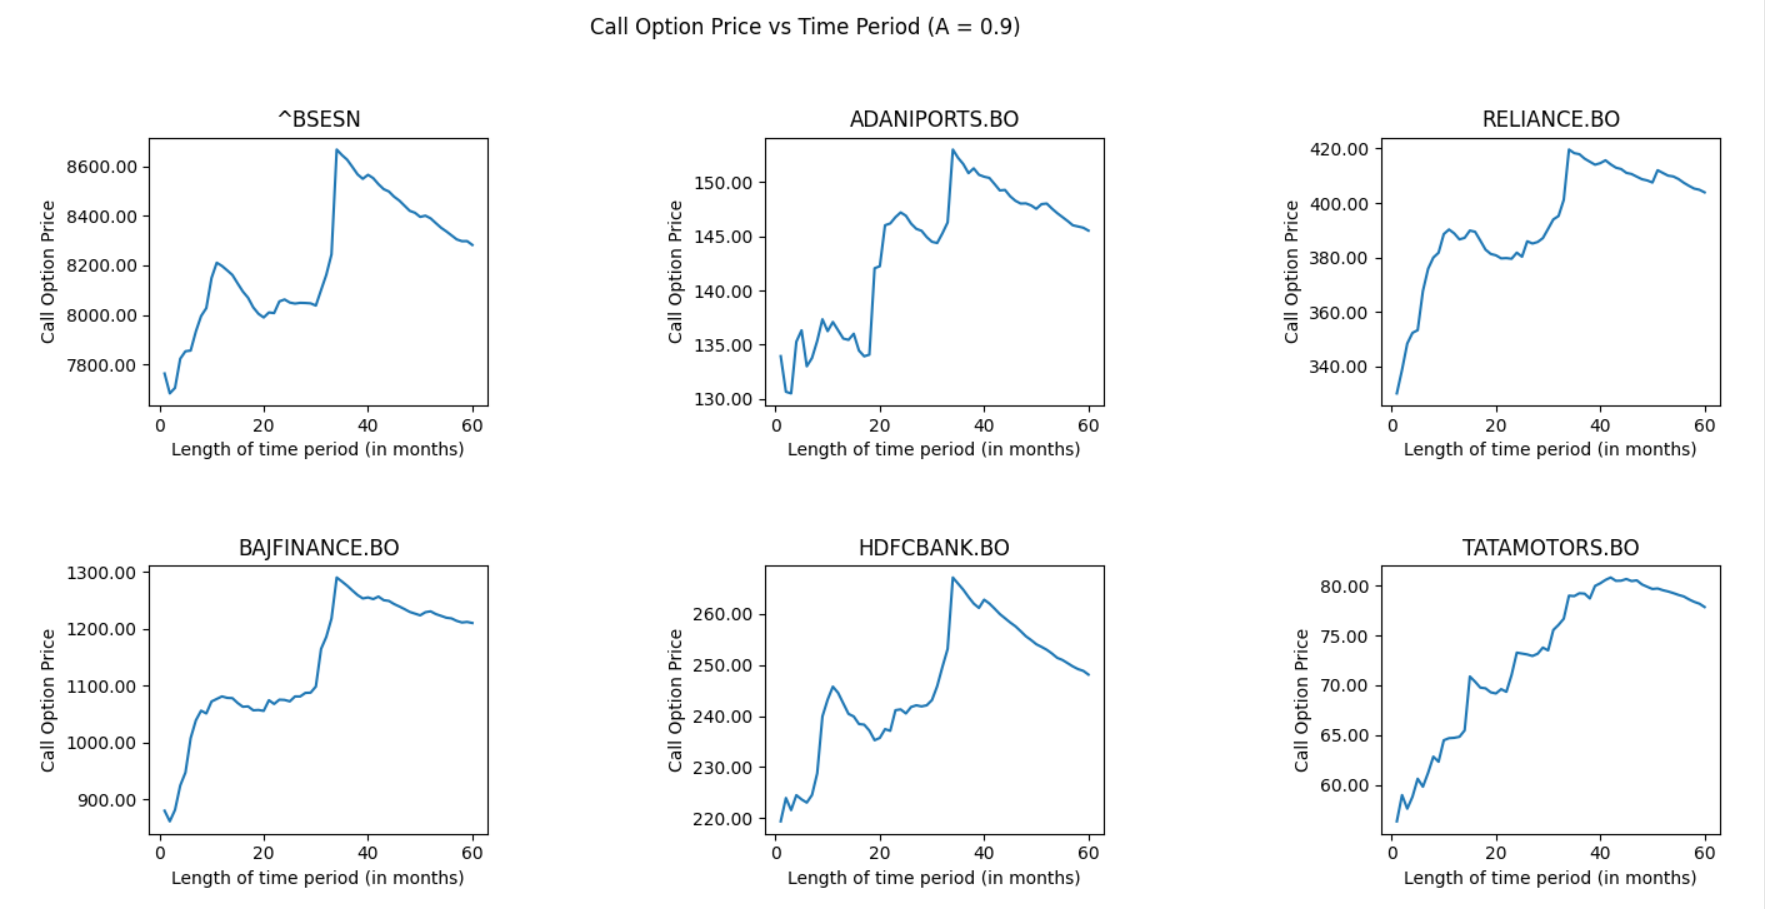 Call Option Price vs Time Period (A = 0.9)
^BSESN
8600.00
8400.00
8200.00
8000.00
7800.00
Call Option Price
0 20 40 60
Length of time period (in months)
ADANIPORTS.BO
150.00
145.00
140.00
135.00
130.00
Call Option Price
0 20 40 60
Length of time period (in months)
RELIANCE.BO
420.00
400.00
380.00
360.00
340.00
Call Option Price
0 20 40 60
Length of time period (in months)
BAJFINANCE.BO
1300.00
1200.00
1100.00
1000.00
900.00
Call Option Price
0 20 40 60
Length of time period (in months)
HDFCBANK.BO
260.00
250.00
240.00
230.00
220.00
Call Option Price
0 20 40 60
Length of time period (in months)
TATAMOTORS.BO
80.00
75.00
70.00
65.00
60.00
Call Option Price
0 20 40 60
Length of time period (in months)